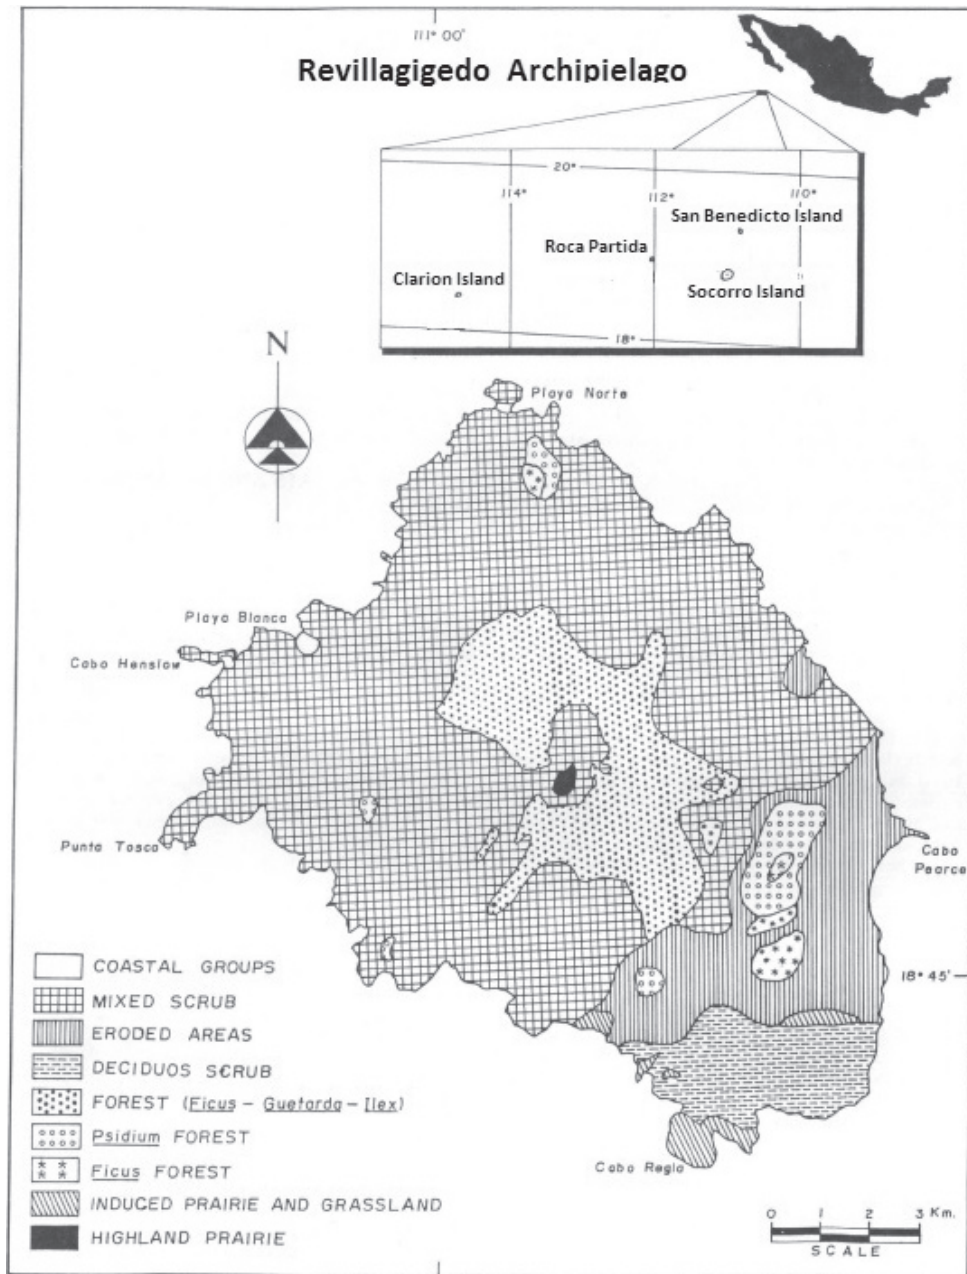 111° 00'
Revillagigedo Archipielago
20°
114°
112°
110°
San Benedicto Island
Roca Partida
Clarion Island
Socorro Island
18°
N
Playa Norte
Playa Blanca
Cabo Henslow
Punta Tosca
Cabo
Pearce
18° 45'
COASTAL GROUPS
MIXED SCRUB
ERODED AREAS
DECIDUOS SCRUB
FOREST (Ficus - Guetarda - Ilex)
Psidium FOREST
Ficus FOREST
INDUCED PRAIRIE AND GRASSLAND
HIGHLAND PRAIRIE
Cabo Regla
0 1 2 3 Km.
SCALE